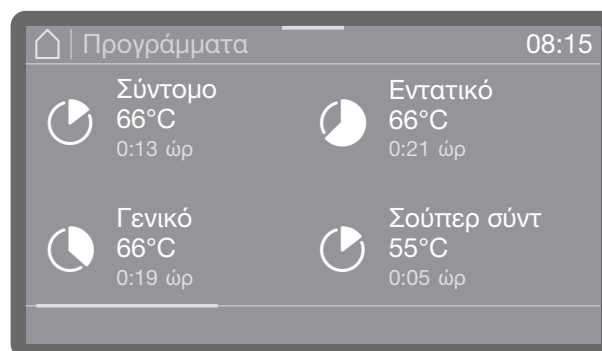 Προγράμματα 08:15
Σύντομο
66°C
0:13 ώρ
Εντατικό
66°C
0:21 ώρ
Γενικό
66°C
0:19 ώρ
Σούπερ σύντ
55°C
0:05 ώρ